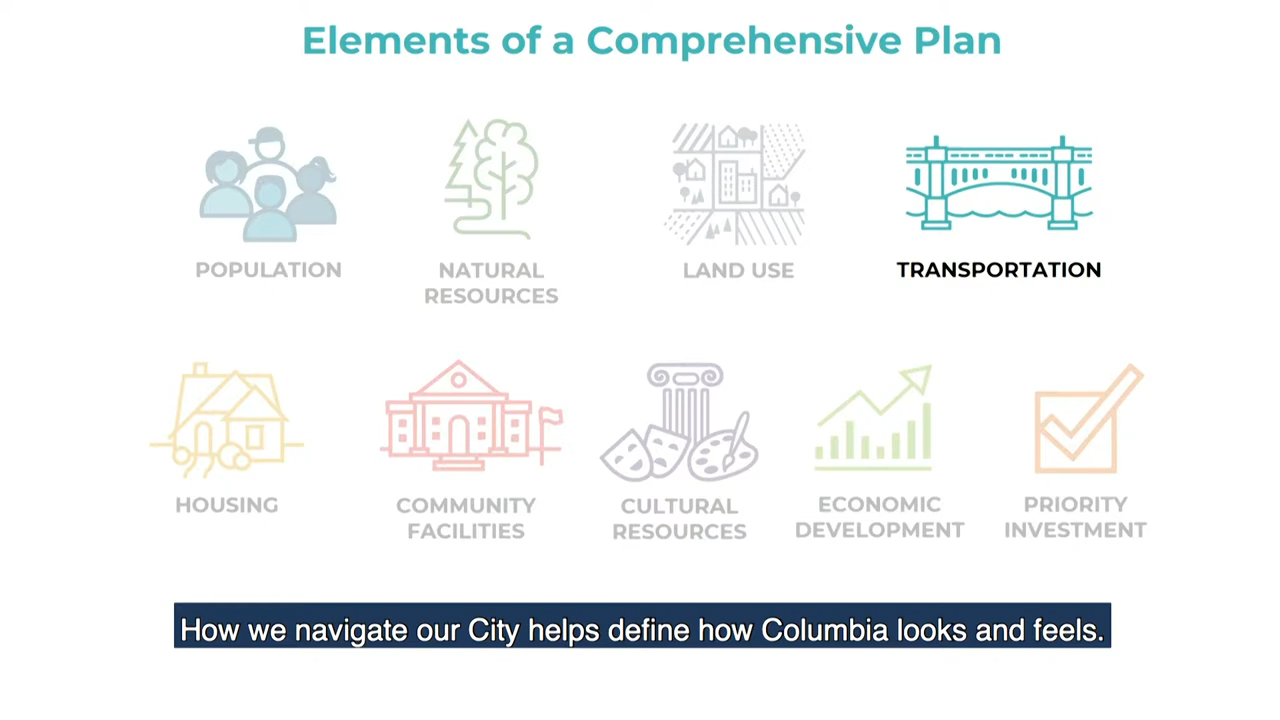 Elements of a Comprehensive Plan
POPULATION
NATURAL
RESOURCES
LAND USE
TRANSPORTATION
HOUSING
COMMUNITY
FACILITIES
CULTURAL
RESOURCES
ECONOMIC
DEVELOPMENT
PRIORITY
INVESTMENT
How we navigate our City helps define how Columbia looks and feels.